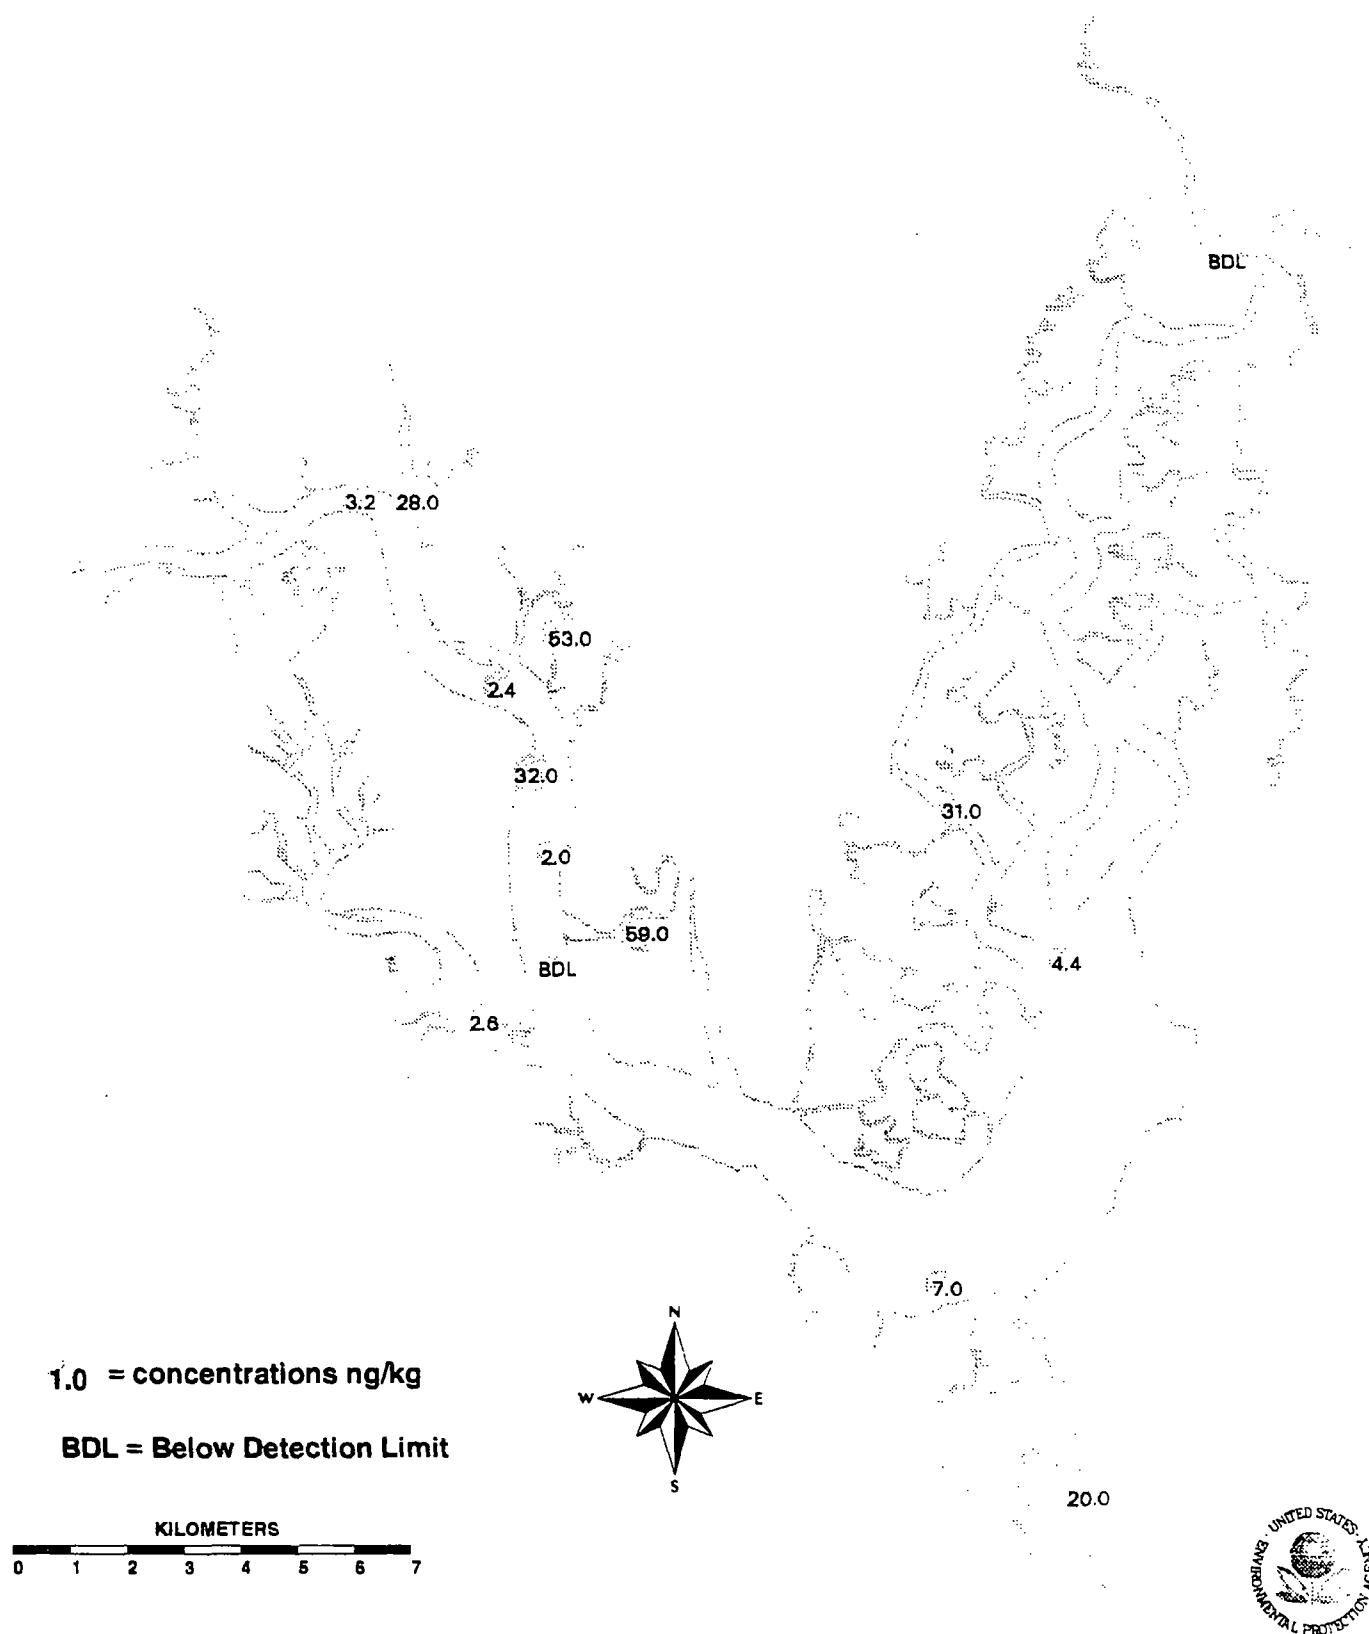 BDL
3.2 28.0
53.0
2.4
32.0
31.0
2.0
59.0
4.4
BDL
2.6
7.0
N
W E
S
1.0 = concentrations ng/kg
BDL = Below Detection Limit
20.0
KILOMETERS
0 1 2 3 4 5 6 7
UNITED STATES
ENVIRONMENTAL PROTECTION